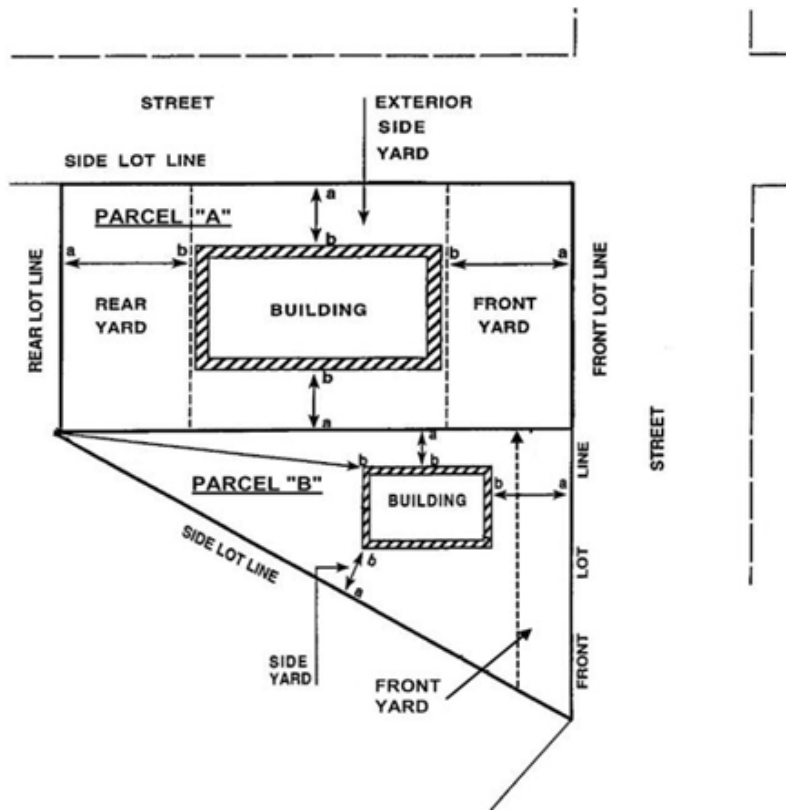 STREET
EXTERIOR
SIDE
YARD
SIDE LOT LINE
PARCEL "A"
a
b
a
b
b
a
REAR LOT LINE
REAR
YARD
BUILDING
FRONT
YARD
FRONT LOT LINE
b
a
STREET
a
b
b
b
a
PARCEL "B"
BUILDING
FRONT LOT LINE
SIDE LOT LINE
b
a
SIDE
YARD
FRONT
YARD